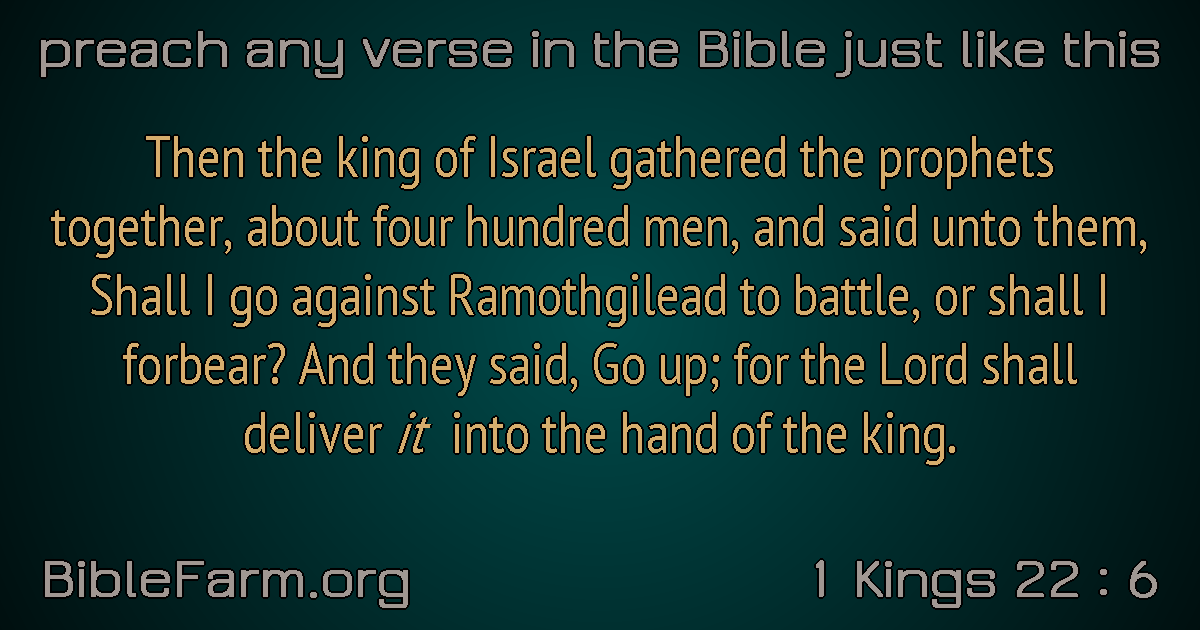 preach any verse in the Bible just like this
Then the king of Israel gathered the prophets
together, about four hundred men, and said unto them,
Shall I go against Ramothgilead to battle, or shall I
forbear? And they said, Go up; for the Lord shall
deliver it into the hand of the king.
BibleFarm.org
1 Kings 22 : 6